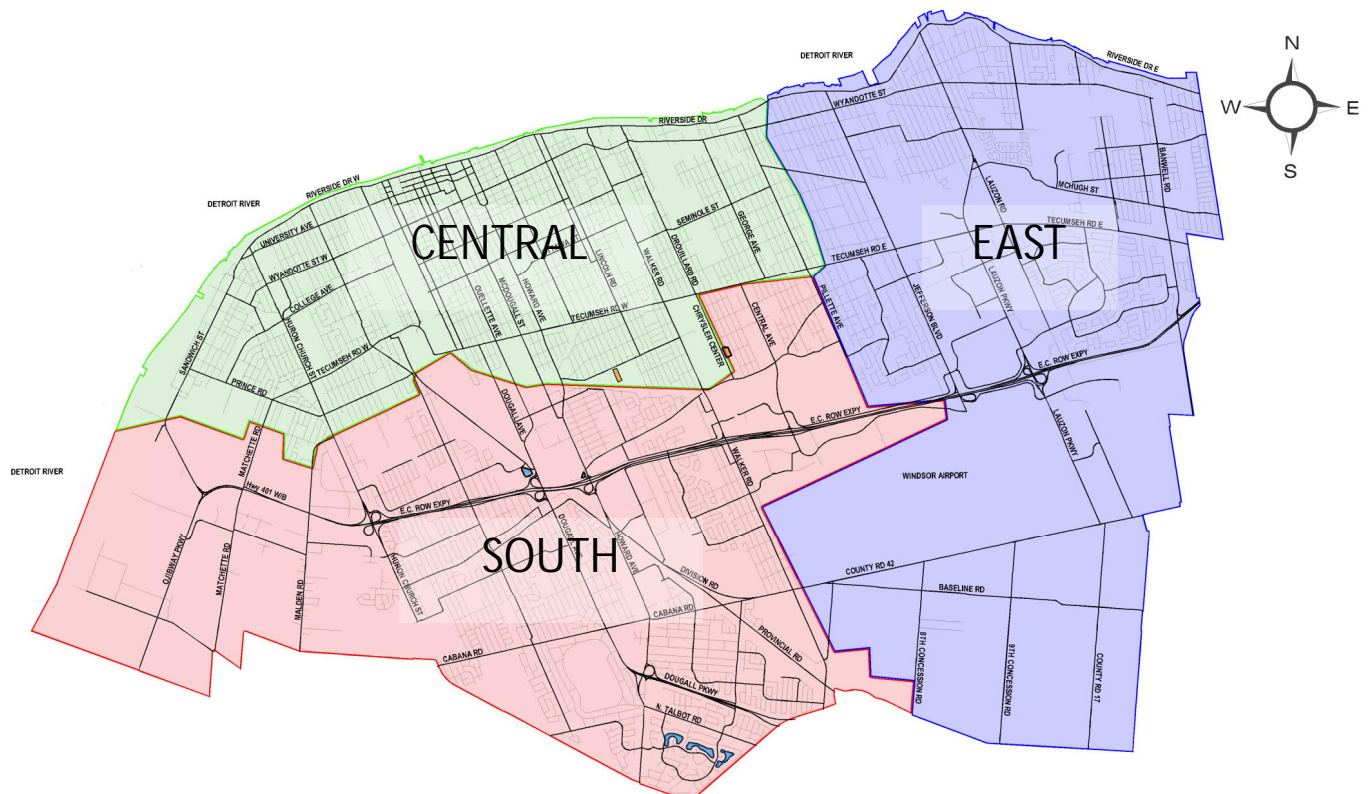 DETROIT RIVER
RIVERSIDE DR E
N
W
E
S
WYANDOTTE ST
RIVERSIDE DR
BANWELL RD
RIVERSIDE DR W
LAUZON RD
MCHUGH ST
DETROIT RIVER
UNIVERSITY AVE
SEMINOLE ST
GEORGE AVE
TECUMSEH RD E
CENTRAL
EAST
WYANDOTTE ST W
LINCOLN RD
WALKER RD
DROUILLARD RD
TECUMSEH RD E
COLLEGE AVE
OUELLETTE AVE
MCDOUGALL ST
HOWARD AVE
LAUZON PKWY
TECUMSEH RD W
CHRYSLER CENTER
CENTRAL AVE
PILLETTE AVE
JEFFERSON BLVD
SANDWICH ST
HURON CHURCH ST
TECUMSEH RD W
PRINCE RD
E.C. ROW EXPY
DOUGALL AVE
E.C. ROW EXPY
LAUZON PKWY
MATCHETTE RD
DETROIT RIVER
WALKER RD
WINDSOR AIRPORT
Hwy 401 W/B
E.C. ROW EXPY
OJIBWAY PKWY
MATCHETTE RD
MALDEN RD
HURON CHURCH ST
SOUTH
DOUGALL AVE
HOWARD AVE
DIVISION RD
COUNTY RD 42
BASELINE RD
CABANA RD
PROVINCIAL RD
CABANA RD
8TH CONCESSION RD
9TH CONCESSION RD
COUNTY RD 17
DOUGALL PKWY
N. TALBOT RD